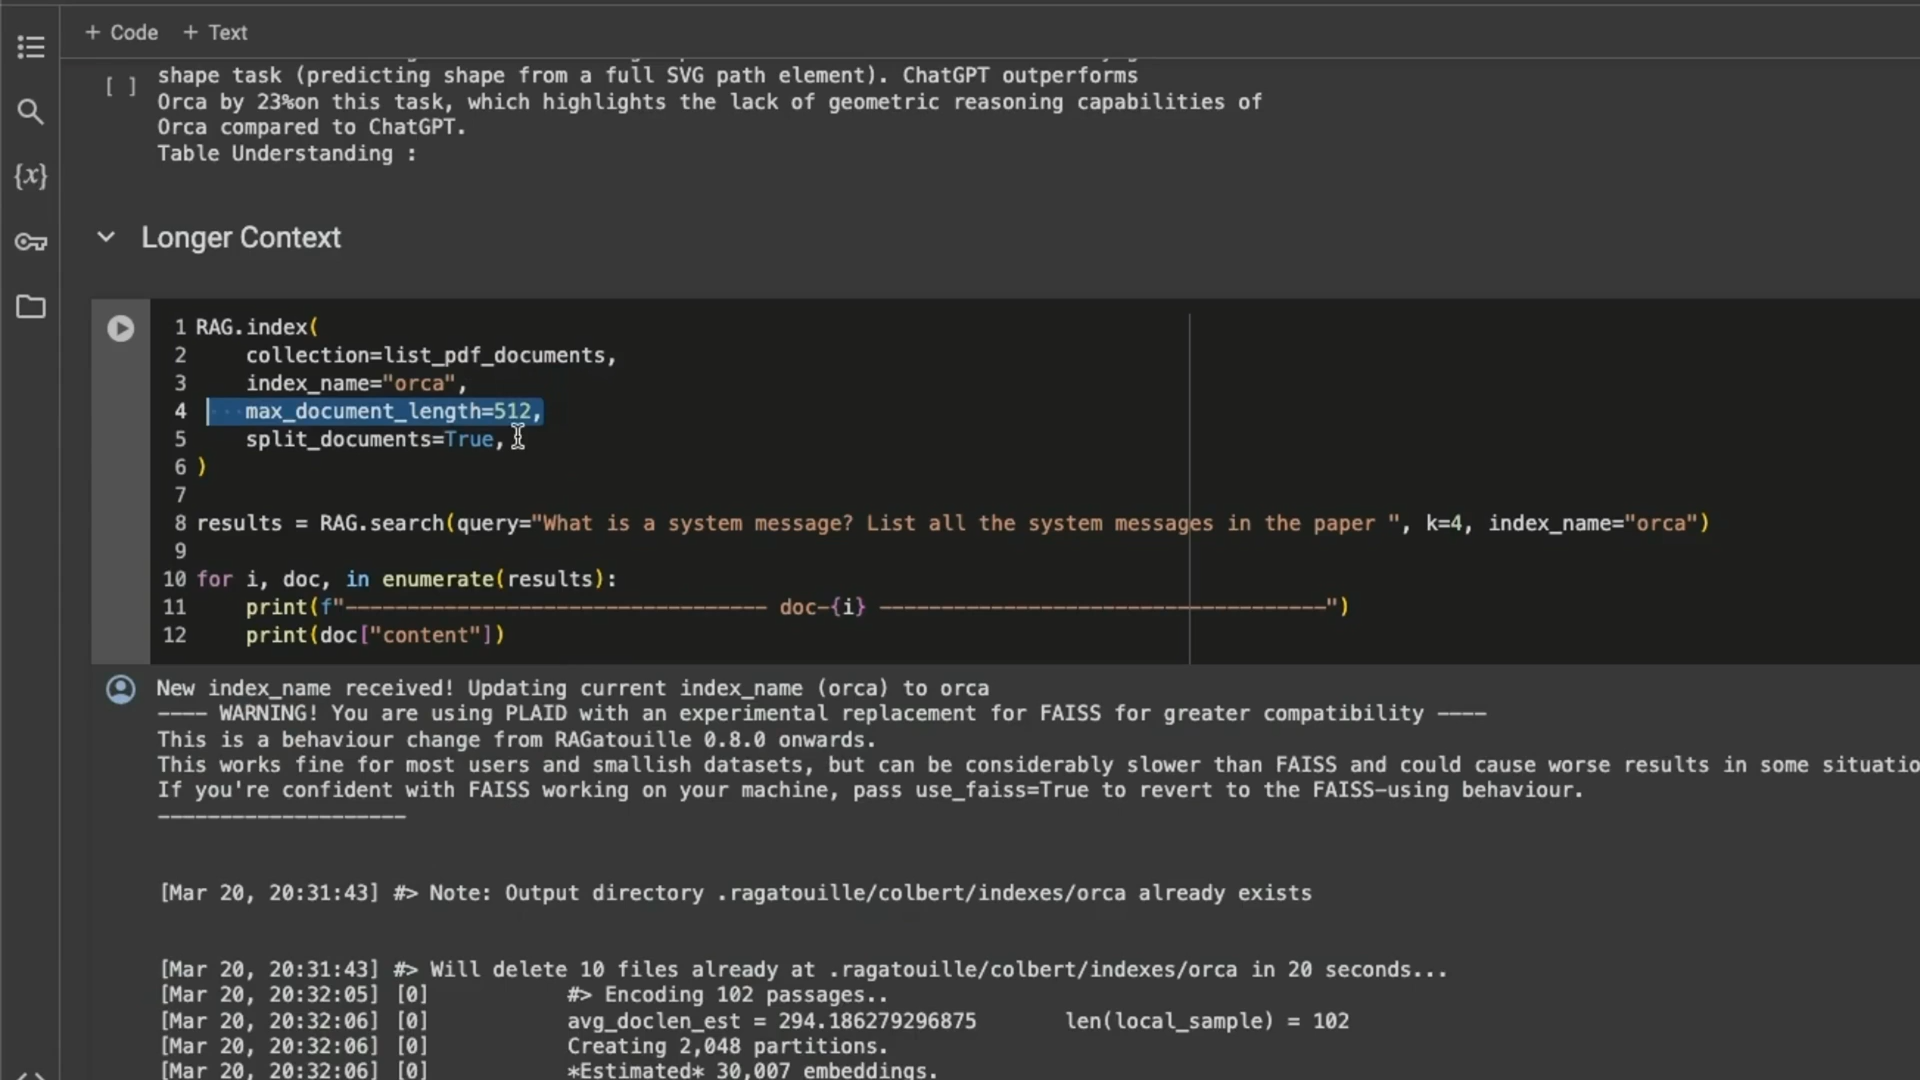 + Code + Text
shape task (predicting shape from a full SVG path element). ChatGPT outperforms
[ ]
Orca by 23%on this task, which highlights the lack of geometric reasoning capabilities of
Orca compared to ChatGPT.
Table Understanding :
{x}
Longer Context
1 RAG.index(
2 collection=list_pdf_documents,
3 index_name="orca",
4 max_document_length=512,
5 split_documents=True,
6 )
7
8 results = RAG.search(query="What is a system message? List all the system messages in the paper ", k=4, index_name="orca")
9
10 for i, doc, in enumerate(results):
11 print(f"---------------------------------- doc-{i} ------------------------------------")
12 print(doc["content"])
New index_name received! Updating current index_name (orca) to orca
---- WARNING! You are using PLAID with an experimental replacement for FAISS for greater compatibility ----
This is a behaviour change from RAGatouille 0.8.0 onwards.
This works fine for most users and smallish datasets, but can be considerably slower than FAISS and could cause worse results in some situatio
If you're confident with FAISS working on your machine, pass use_faiss=True to revert to the FAISS-using behaviour.
--------------------
[Mar 20, 20:31:43] #> Note: Output directory .ragatouille/colbert/indexes/orca already exists
[Mar 20, 20:31:43] #> Will delete 10 files already at .ragatouille/colbert/indexes/orca in 20 seconds...
[Mar 20, 20:32:05] [0] #> Encoding 102 passages..
[Mar 20, 20:32:06] [0] avg_doclen_est = 294.186279296875 len(local_sample) = 102
[Mar 20, 20:32:06] [0] Creating 2,048 partitions.
[Mar 20, 20:32:06] [0] *Estimated* 30,007 embeddings.